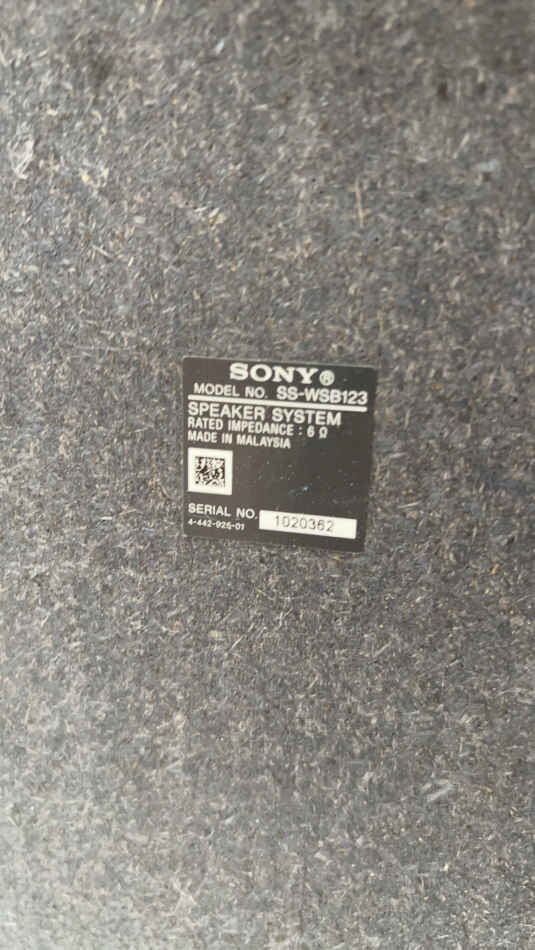 SONY®
MODEL NO. SS-WSB123
SPEAKER SYSTEM
RATED IMPEDANCE : 6 Ω
MADE IN MALAYSIA
SERIAL NO. 1020362
4-442-926-01